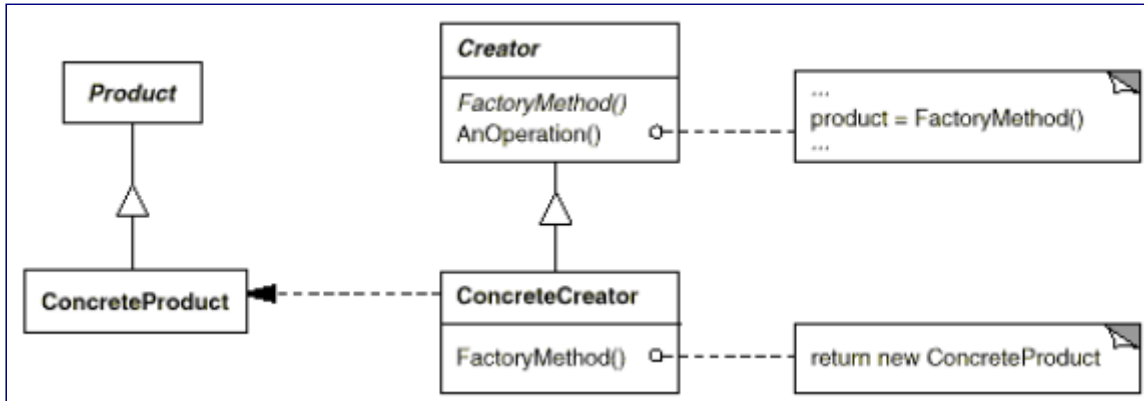 Product
ConcreteProduct
Creator
FactoryMethod()
AnOperation()
...
product = FactoryMethod()
...
ConcreteCreator
FactoryMethod()
return new ConcreteProduct